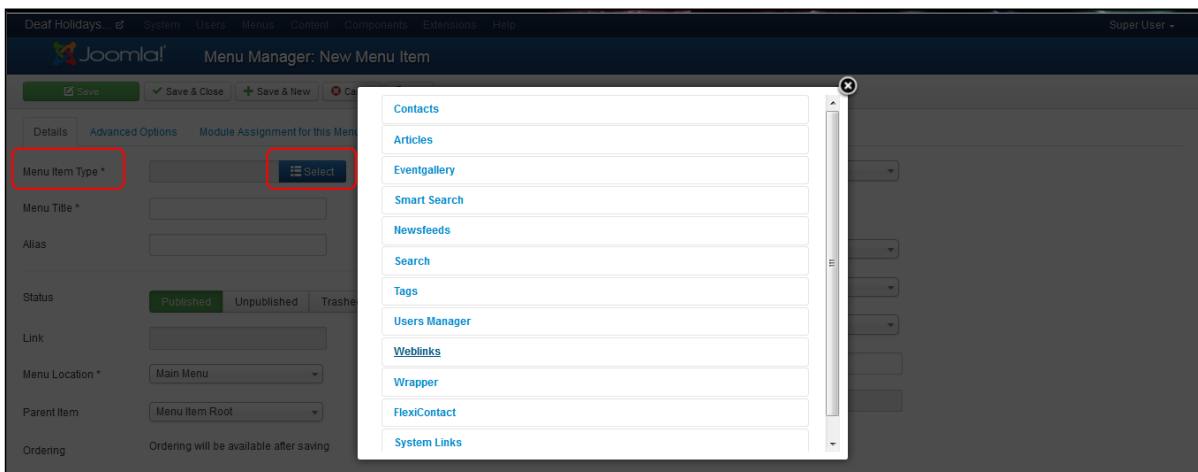 Deaf Holidays... System Users Menus Content Components Extensions Help Super User
Joomla! Menu Manager: New Menu Item
Save Save & Close Save & New
Details Advanced Options Module Assignment for this Menu
Menu Item Type * Select
Menu Title *
Alias
Status Published Unpublished
Link
Menu Location * Main Menu
Parent Item Menu Item Root
Ordering Ordering will be available after saving
Contacts
Articles
Eventgallery
Smart Search
Newsfeeds
Search
Tags
Users Manager
Weblinks
Wrapper
FlexiContact
System Links